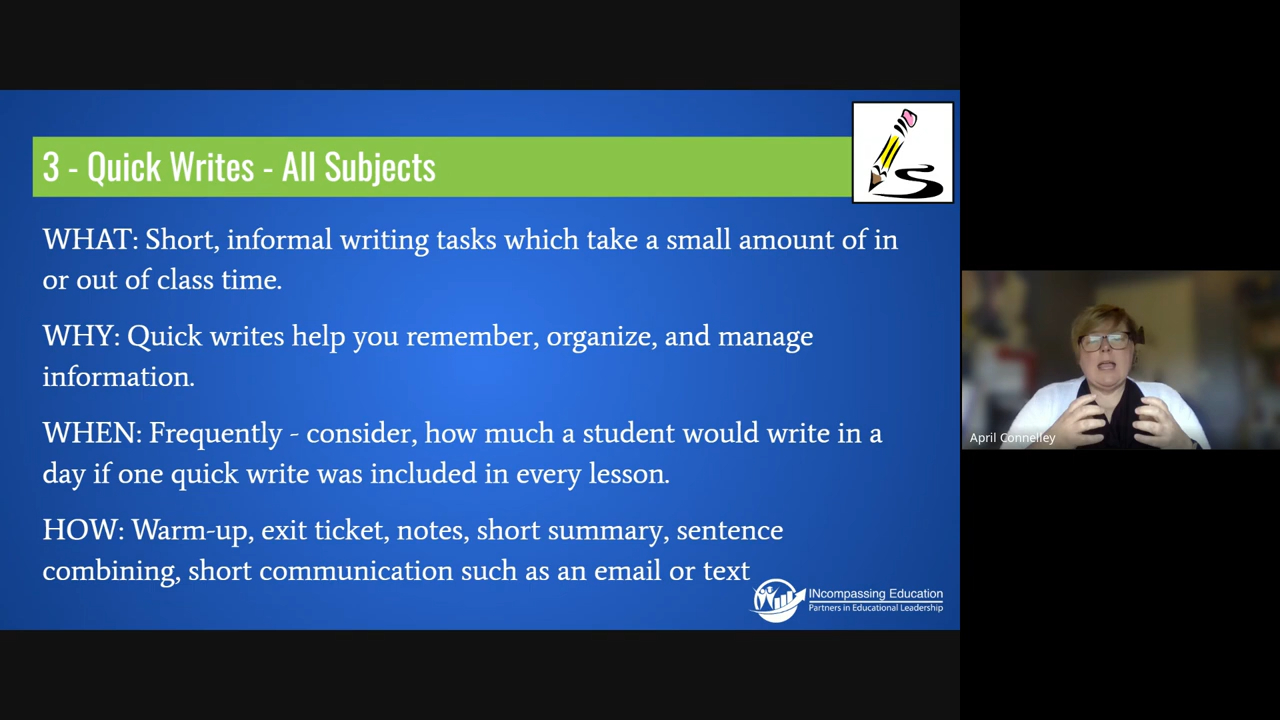 3 - Quick Writes - All Subjects
WHAT: Short, informal writing tasks which take a small amount of in
or out of class time.
WHY: Quick writes help you remember, organize, and manage
information.
WHEN: Frequently - consider, how much a student would write in a
day if one quick write was included in every lesson.
HOW: Warm-up, exit ticket, notes, short summary, sentence
combining, short communication such as an email or text
INcompassing Education
Partners in Educational Leadership
April Connelley